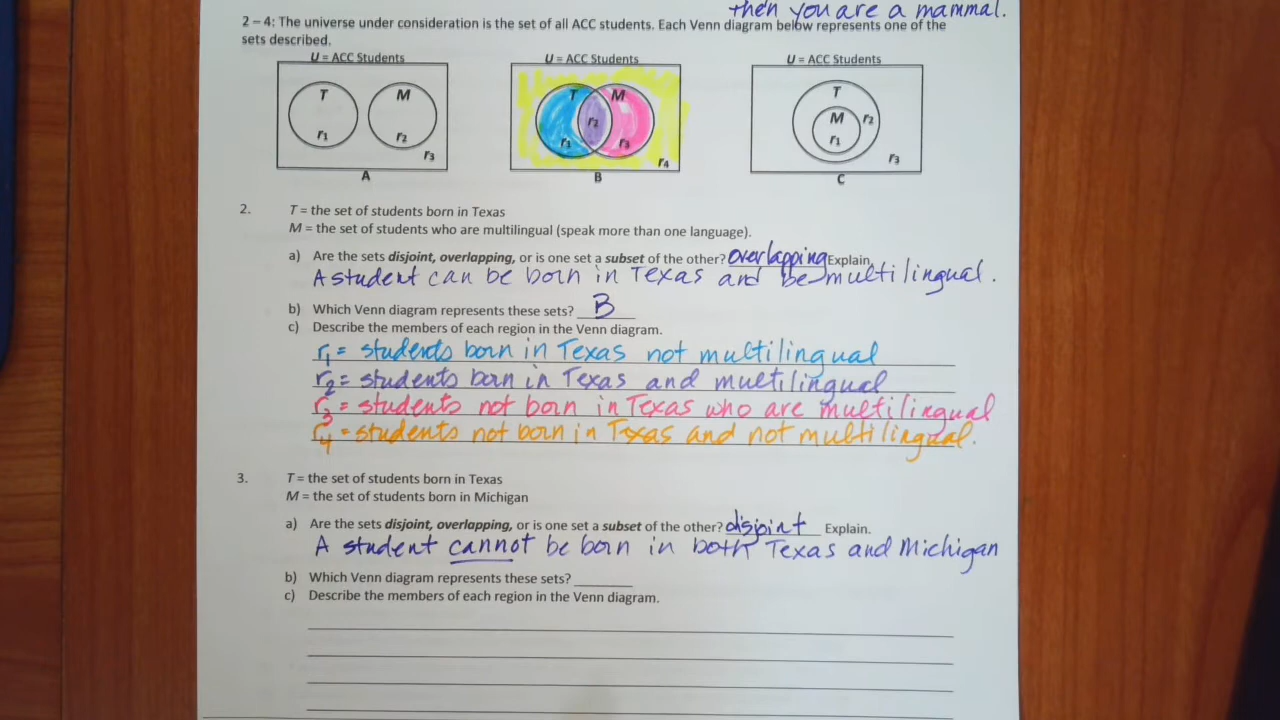 then you are a mammal.
2 – 4: The universe under consideration is the set of all ACC students. Each Venn diagram below represents one of the
sets described.
U = ACC Students
T
M
r1
r2
r3
A
U = ACC Students
T
M
r2
r1
r3
r4
B
U = ACC Students
T
M
r2
r1
r3
C
2. T = the set of students born in Texas
M = the set of students who are multilingual (speak more than one language).
a) Are the sets disjoint, overlapping, or is one set a subset of the other? overlapping Explain.
A student can be born in Texas and be multilingual.
b) Which Venn diagram represents these sets? B
c) Describe the members of each region in the Venn diagram.
r1 = students born in Texas not multilingual
r2 = students born in Texas and multilingual
r3 = students not born in Texas who are multilingual
r4 = students not born in Texas and not multilingual.
3. T = the set of students born in Texas
M = the set of students born in Michigan
a) Are the sets disjoint, overlapping, or is one set a subset of the other? disjoint Explain.
A student cannot be born in both Texas and Michigan
b) Which Venn diagram represents these sets? ______
c) Describe the members of each region in the Venn diagram.